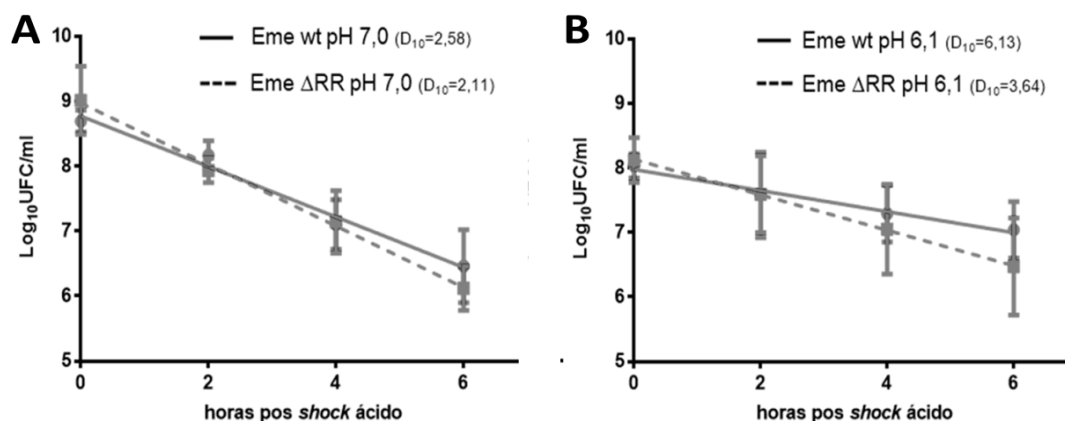 A
Eme wt pH 7,0 (D₁₀=2,58)
Eme ΔRR pH 7,0 (D₁₀=2,11)
Log₁₀UFC/ml
10
9
8
7
6
5
0 2 4 6
horas pos shock ácido
B
Eme wt pH 6,1 (D₁₀=6,13)
Eme ΔRR pH 6,1 (D₁₀=3,64)
Log₁₀UFC/ml
10
9
8
7
6
5
0 2 4 6
horas pos shock ácido